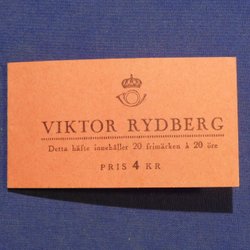 VIKTOR RYDBERG
Detta häfte innehåller 20 frimärken à 20 öre
PRIS 4 KR